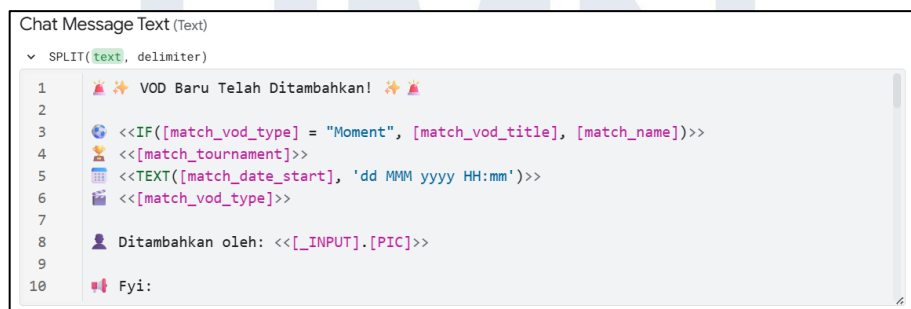 Chat Message Text (Text)
SPLIT(text, delimiter)
1 🚨✨ VOD Baru Telah Ditambahkan! ✨🚨
2
3 ⚽ <<IF([match_vod_type] = "Moment", [match_vod_title], [match_name])>>
4 🏆 <<[match_tournament]>>
5 📅 <<TEXT([match_date_start], 'dd MMM yyyy HH:mm')>>
6 🎬 <<[match_vod_type]>>
7
8 👤 Ditambahkan oleh: <<[_INPUT].[PIC]>>
9
10 📢 Fyi: